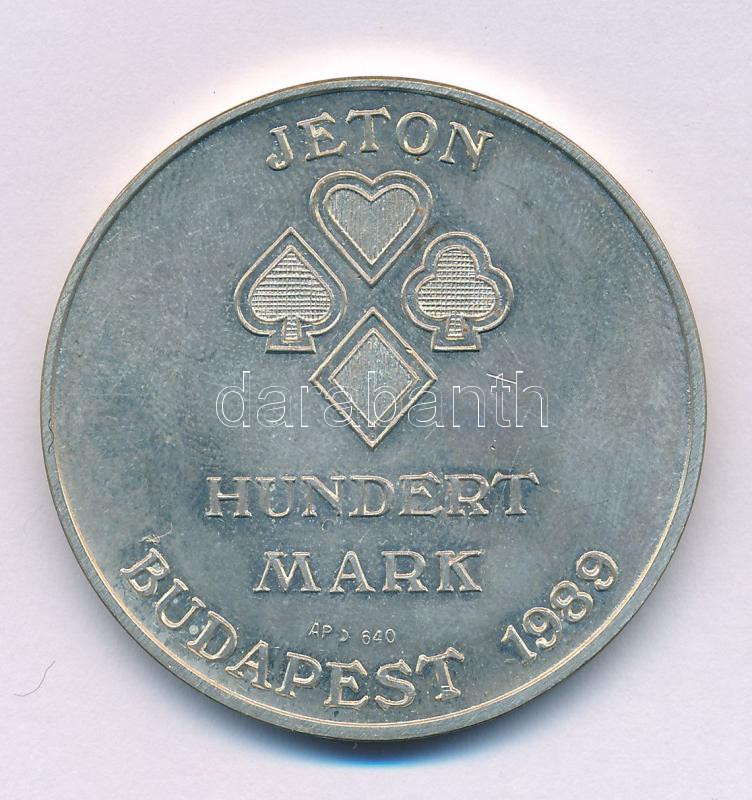 JETON
darabanth
HUNDERT
MARK
AP D 640
BUDAPEST 1989